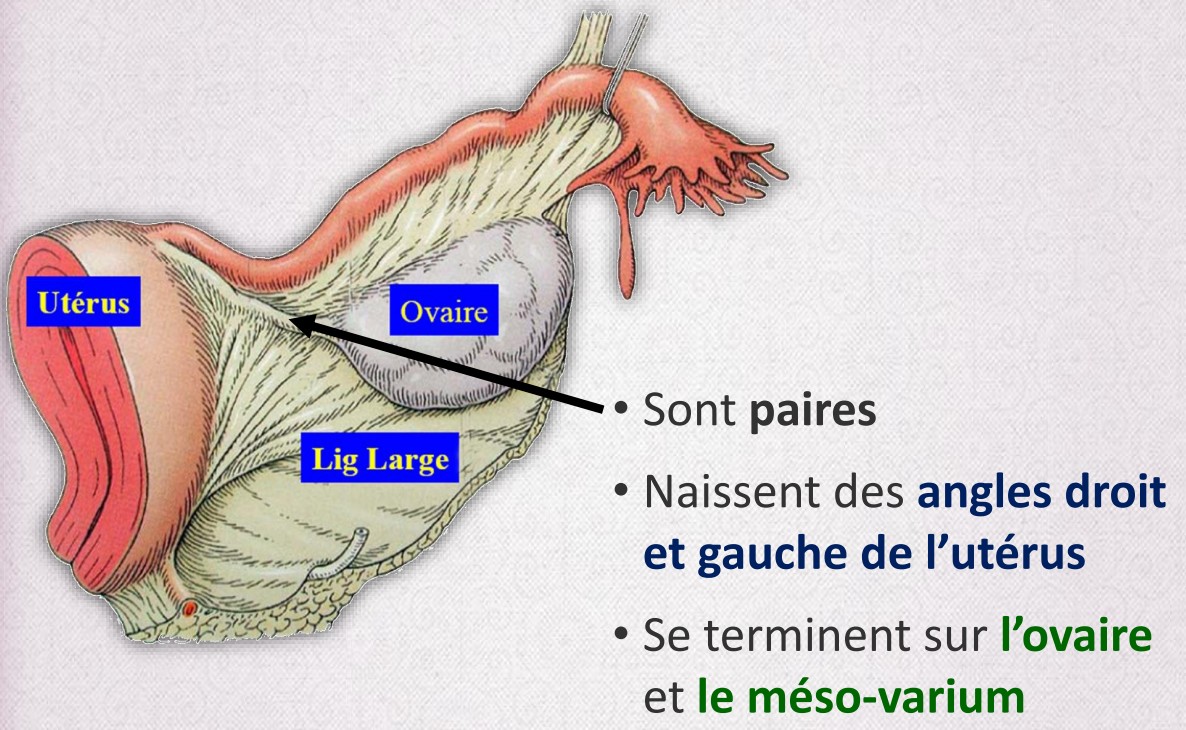 Utérus
Ovaire
Lig Large
• Sont paires
• Naissent des angles droit
et gauche de l’utérus
• Se terminent sur l’ovaire
et le méso-varium